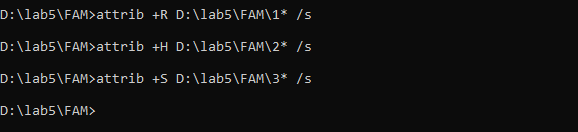 D:\lab5\FAM>attrib +R D:\lab5\FAM\1* /s
D:\lab5\FAM>attrib +H D:\lab5\FAM\2* /s
D:\lab5\FAM>attrib +S D:\lab5\FAM\3* /s
D:\lab5\FAM>